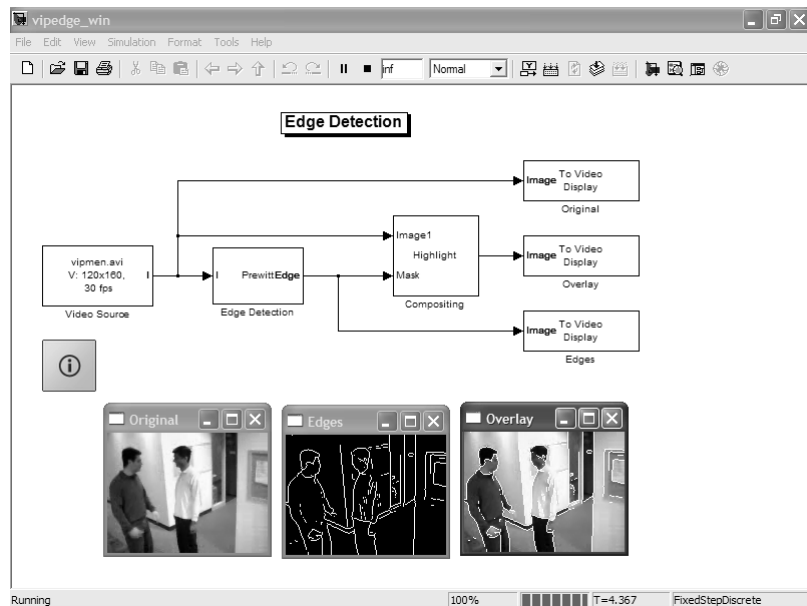 vipedge_win
File Edit View Simulation Format Tools Help
inf Normal
Edge Detection
Image To Video Display
Original
Image1
Highlight
Mask
Compositing
Image To Video Display
Overlay
vipmen.avi
V: 120x160,
30 fps
I
Video Source
I PrewittEdge
Edge Detection
Image To Video Display
Edges
Original
Edges
Overlay
Running 100% T=4.367 FixedStepDiscrete